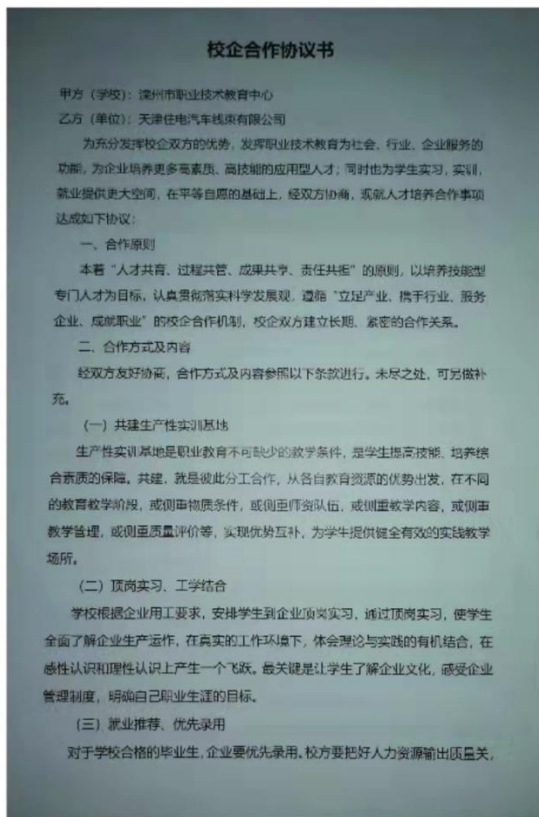 校企合作协议书
甲方（学校）：滦州市职业技术教育中心
乙方（单位）：天津住电汽车线束有限公司
为充分发挥校企双方的优势，发挥职业技术教育为社会、行业、企业服务的
功能，为企业培养更多高素质、高技能的应用型人才；同时也为学生实习，实训，
就业提供更大空间，在平等自愿的基础上，经双方协商，现就人才培养合作事项
达成如下协议：
一、合作原则
本着“人才共育、过程共管、成果共享、责任共担”的原则，以培养技能型
专门人才为目标，认真贯彻落实科学发展观，遵循“立足产业、携于行业、服务
企业、成就职业”的校企合作机制，校企双方建立长期、紧密的合作关系。
二、合作方式及内容
经双方友好协商，合作方式及内容参照以下条款进行。未尽之处，可另做补
充。
（一）共建生产性实训基地
生产性实训基地是职业教育不可缺少的教学条件，是学生提高技能、培养综
合素质的保障。共建，就是彼此分工合作，从各自教育资源的优势出发，在不同
的教育教学阶段，或侧重物质条件，或侧重师资队伍，或侧重教学内容，或侧重
教学管理，或侧重质量评价等，实现优势互补，为学生提供健全有效的实践教学
场所。
（二）顶岗实习、工学结合
学校根据企业用工要求，安排学生到企业顶岗实习，通过顶岗实习，使学生
全面了解企业生产运作，在真实的工作环境下，体会理论与实践的有机结合，在
感性认识和理性认识上产生一个飞跃。最关键是让学生了解企业文化，感受企业
管理制度，明确自己职业生涯的目标。
（三）就业推荐、优先录用
对于学校合格的毕业生，企业要优先录用。校方要把好人力资源输出质量关，